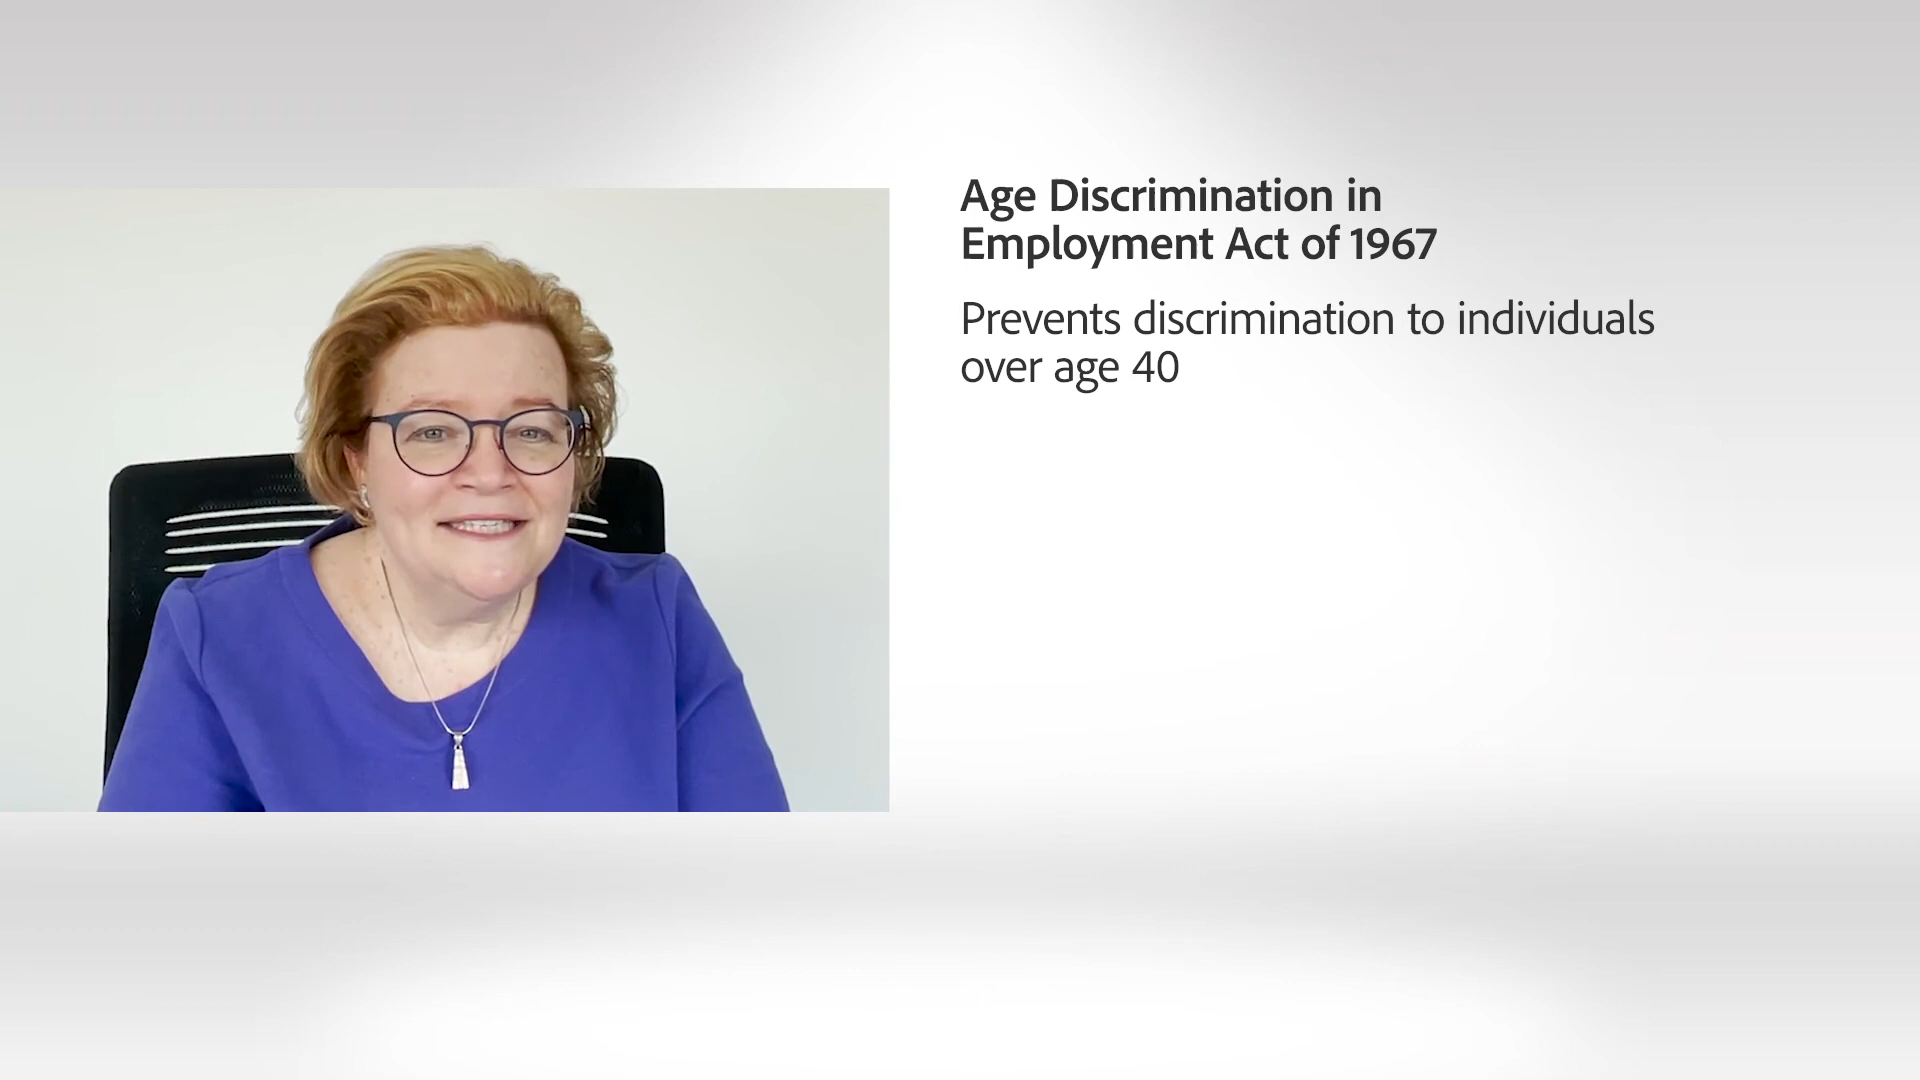 Age Discrimination in
Employment Act of 1967
Prevents discrimination to individuals
over age 40